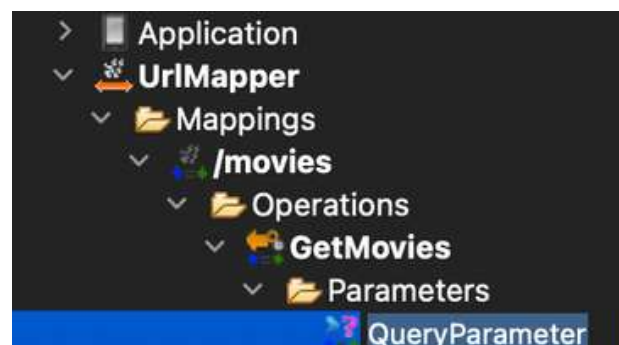 Application
UrlMapper
Mappings
/movies
Operations
GetMovies
Parameters
QueryParameter